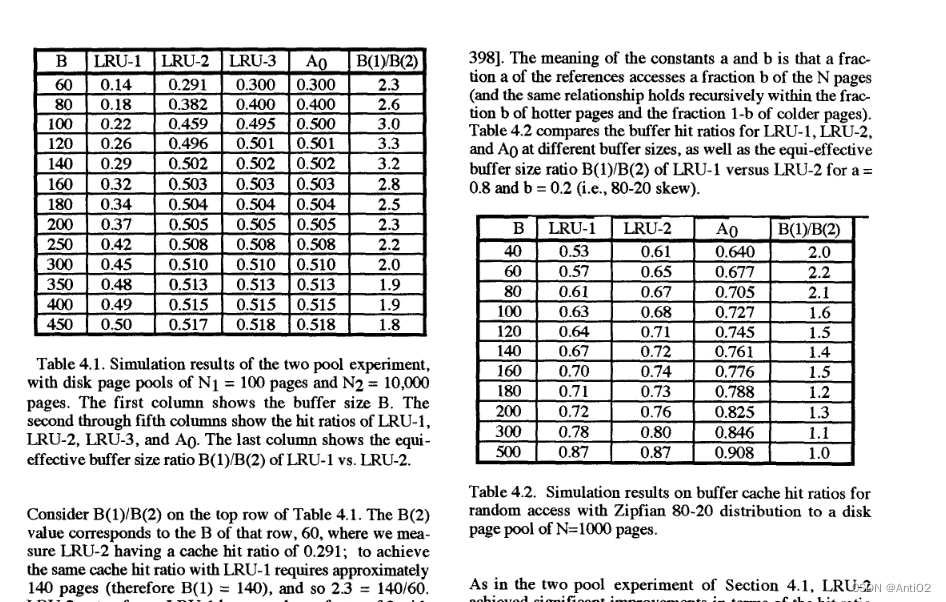 B LRU-1 LRU-2 LRU-3 A0 B(1)/B(2)
60 0.14 0.291 0.300 0.300 2.3
80 0.18 0.382 0.400 0.400 2.6
100 0.22 0.459 0.495 0.500 3.0
120 0.26 0.496 0.501 0.501 3.3
140 0.29 0.502 0.502 0.502 3.2
160 0.32 0.503 0.503 0.503 2.8
180 0.34 0.504 0.504 0.504 2.5
200 0.37 0.505 0.505 0.505 2.3
250 0.42 0.508 0.508 0.508 2.2
300 0.45 0.510 0.510 0.510 2.0
350 0.48 0.513 0.513 0.513 1.9
400 0.49 0.515 0.515 0.515 1.9
450 0.50 0.517 0.518 0.518 1.8
Table 4.1. Simulation results of the two pool experiment,
with disk page pools of N1 = 100 pages and N2 = 10,000
pages. The first column shows the buffer size B. The
second through fifth columns show the hit ratios of LRU-1,
LRU-2, LRU-3, and A0. The last column shows the equi-
effective buffer size ratio B(1)/B(2) of LRU-1 vs. LRU-2.
Consider B(1)/B(2) on the top row of Table 4.1. The B(2)
value corresponds to the B of that row, 60, where we mea-
sure LRU-2 having a cache hit ratio of 0.291; to achieve
the same cache hit ratio with LRU-1 requires approximately
140 pages (therefore B(1) = 140), and so 2.3 = 140/60.
398]. The meaning of the constants a and b is that a frac-
tion a of the references accesses a fraction b of the N pages
(and the same relationship holds recursively within the frac-
tion b of hotter pages and the fraction 1-b of colder pages).
Table 4.2 compares the buffer hit ratios for LRU-1, LRU-2,
and A0 at different buffer sizes, as well as the equi-effective
buffer size ratio B(1)/B(2) of LRU-1 versus LRU-2 for a =
0.8 and b = 0.2 (i.e., 80-20 skew).
B LRU-1 LRU-2 A0 B(1)/B(2)
40 0.53 0.61 0.640 2.0
60 0.57 0.65 0.677 2.2
80 0.61 0.67 0.705 2.1
100 0.63 0.68 0.727 1.6
120 0.64 0.71 0.745 1.5
140 0.67 0.72 0.761 1.4
160 0.70 0.74 0.776 1.5
180 0.71 0.73 0.788 1.2
200 0.72 0.76 0.825 1.3
300 0.78 0.80 0.846 1.1
500 0.87 0.87 0.908 1.0
Table 4.2. Simulation results on buffer cache hit ratios for
random access with Zipfian 80-20 distribution to a disk
page pool of N=1000 pages.
As in the two pool experiment of Section 4.1, LRU-2
@AntiO2